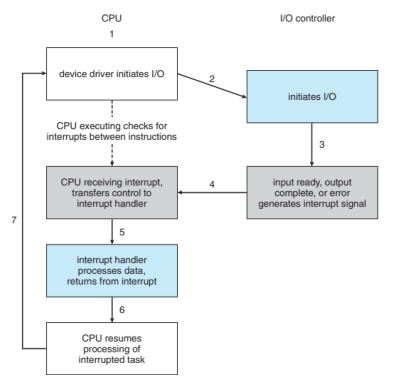 CPU
I/O controller
1
device driver initiates I/O
2
initiates I/O
CPU executing checks for
interrupts between instructions
3
CPU receiving interrupt,
transfers control to
interrupt handler
4
input ready, output
complete, or error
generates interrupt signal
7
5
interrupt handler
processes data,
returns from interrupt
6
CPU resumes
processing of
interrupted task